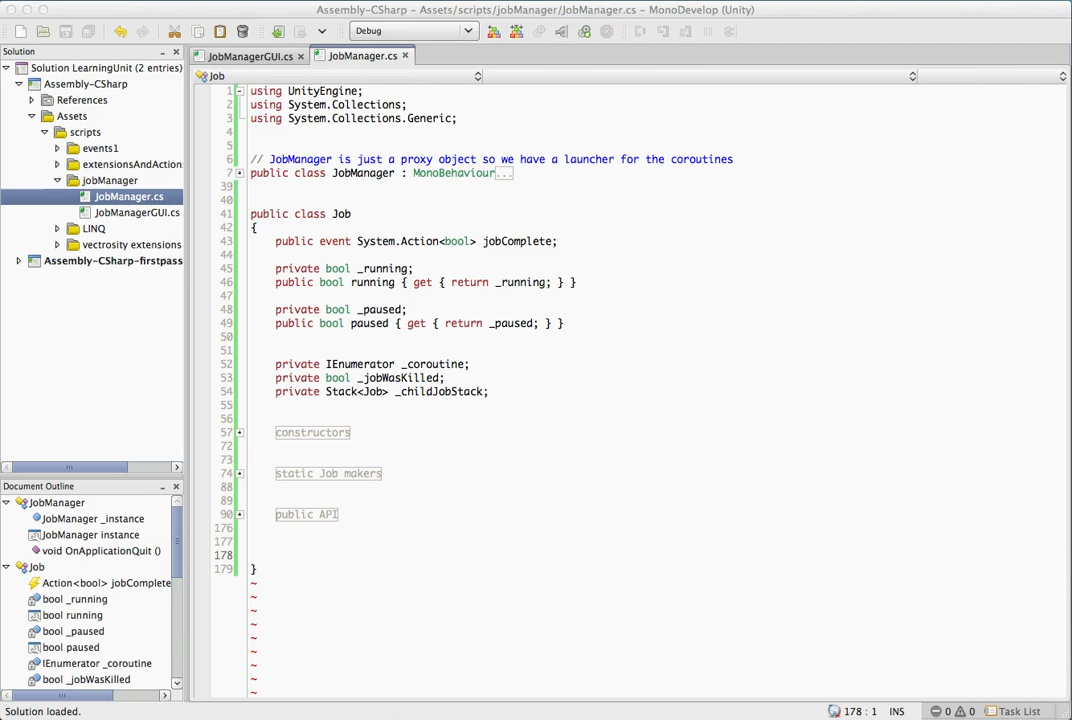 Assembly-CSharp - Assets/scripts/jobManager/JobManager.cs - MonoDevelop (Unity)
Debug
Solution
Solution LearningUnit (2 entries)
Assembly-CSharp
References
Assets
scripts
events1
extensionsAndAction
jobManager
JobManager.cs
JobManagerGUI.cs
LINQ
vectrosity extensions
Assembly-CSharp-firstpass
Document Outline
JobManager
JobManager _instance
JobManager instance
void OnApplicationQuit ()
Job
Action<bool> jobComplete
bool _running
bool running
bool _paused
bool paused
IEnumerator _coroutine
bool _jobWasKilled
JobManagerGUI.cs
JobManager.cs
Job
1 using UnityEngine;
2 using System.Collections;
3 using System.Collections.Generic;
4
5
6 // JobManager is just a proxy object so we have a launcher for the coroutines
7 public class JobManager : MonoBehaviour...
39
40
41 public class Job
42 {
43 public event System.Action<bool> jobComplete;
44
45 private bool _running;
46 public bool running { get { return _running; } }
47
48 private bool _paused;
49 public bool paused { get { return _paused; } }
50
51
52 private IEnumerator _coroutine;
53 private bool _jobWasKilled;
54 private Stack<Job> _childJobStack;
55
56
57 constructors
72
73
74 static Job makers
88
89
90 public API
176
177
178
179 }
~
~
~
~
~
~
~
~
~
Solution loaded.
178 : 1
INS
0
0
Task List